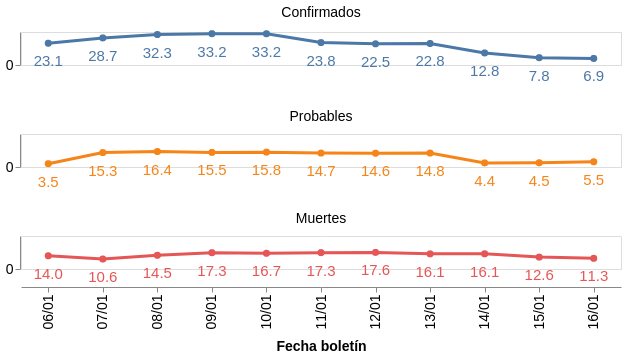 Confirmados
0
23.1 28.7 32.3 33.2 33.2 23.8 22.5 22.8 12.8 7.8 6.9
Probables
0
3.5 15.3 16.4 15.5 15.8 14.7 14.6 14.8 4.4 4.5 5.5
Muertes
0
14.0 10.6 14.5 17.3 16.7 17.3 17.6 16.1 16.1 12.6 11.3
06/01 07/01 08/01 09/01 10/01 11/01 12/01 13/01 14/01 15/01 16/01
Fecha boletín